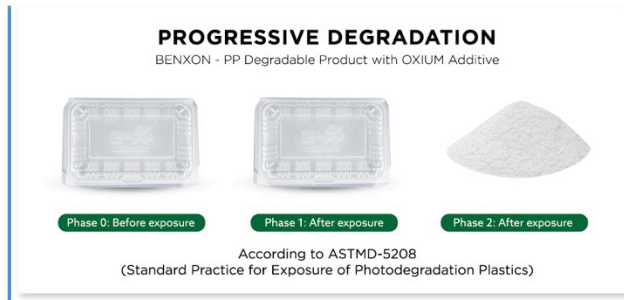 PROGRESSIVE DEGRADATION
BENXON - PP Degradable Product with OXIUM Additive
Phase 0: Before exposure
Phase 1: After exposure
Phase 2: After exposure
According to ASTMD-5208
(Standard Practice for Exposure of Photodegradation Plastics)